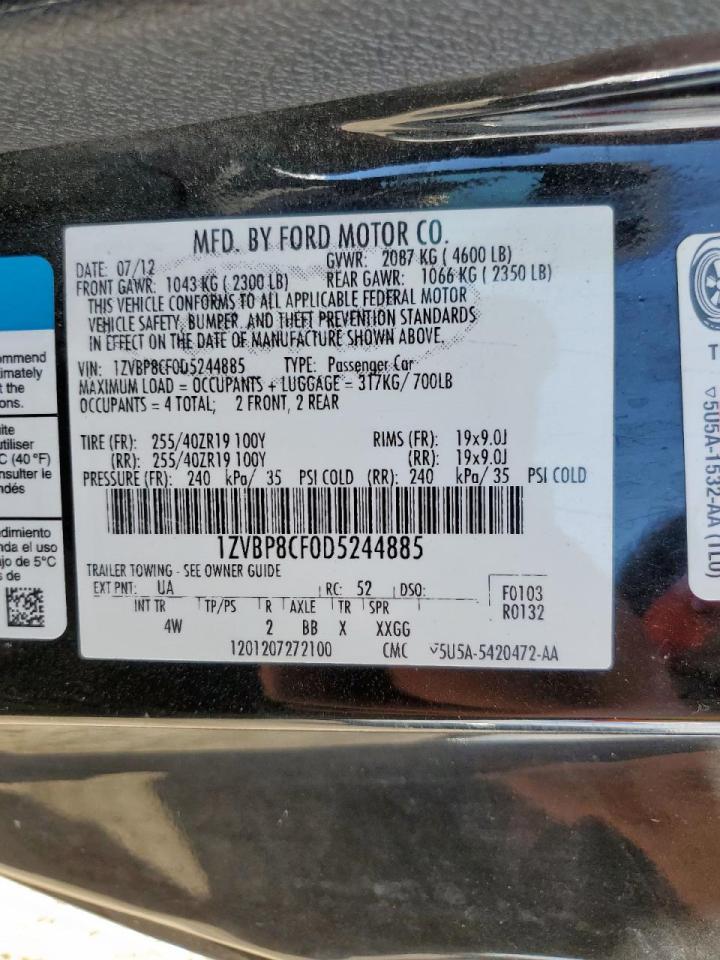 MFD. BY FORD MOTOR CO.
DATE: 07/12 GVWR: 2087 KG ( 4600 LB)
FRONT GAWR: 1043 KG ( 2300 LB) REAR GAWR: 1066 KG ( 2350 LB)
THIS VEHICLE CONFORMS TO ALL APPLICABLE FEDERAL MOTOR
VEHICLE SAFETY, BUMPER, AND THEFT PREVENTION STANDARDS
IN EFFECT ON THE DATE OF MANUFACTURE SHOWN ABOVE.
VIN: 1ZVBP8CF0D5244885 TYPE: Passenger Car
MAXIMUM LOAD = OCCUPANTS + LUGGAGE = 317KG/ 700LB
OCCUPANTS = 4 TOTAL; 2 FRONT, 2 REAR
TIRE (FR): 255/40ZR19 100Y RIMS (FR): 19x9.0J
(RR): 255/40ZR19 100Y (RR): 19x9.0J
PRESSURE (FR): 240 kPa/ 35 PSI COLD (RR): 240 kPa/ 35 PSI COLD
1ZVBP8CF0D5244885
TRAILER TOWING - SEE OWNER GUIDE
EXT PNT: UA RC: 52 DSO: F0103
INT TR TP/PS R AXLE TR SPR R0132
4W 2 BB X XXGG
1201207272100 CMC ▽5U5A-5420472-AA
ommend
imately
t the
ons.
uite
utiliser
C (40 °F)
nsulter le
ndés
dimiento
nda el uso
jo de 5°C
s de
T
▽5U5A-1532-AA (TL0)